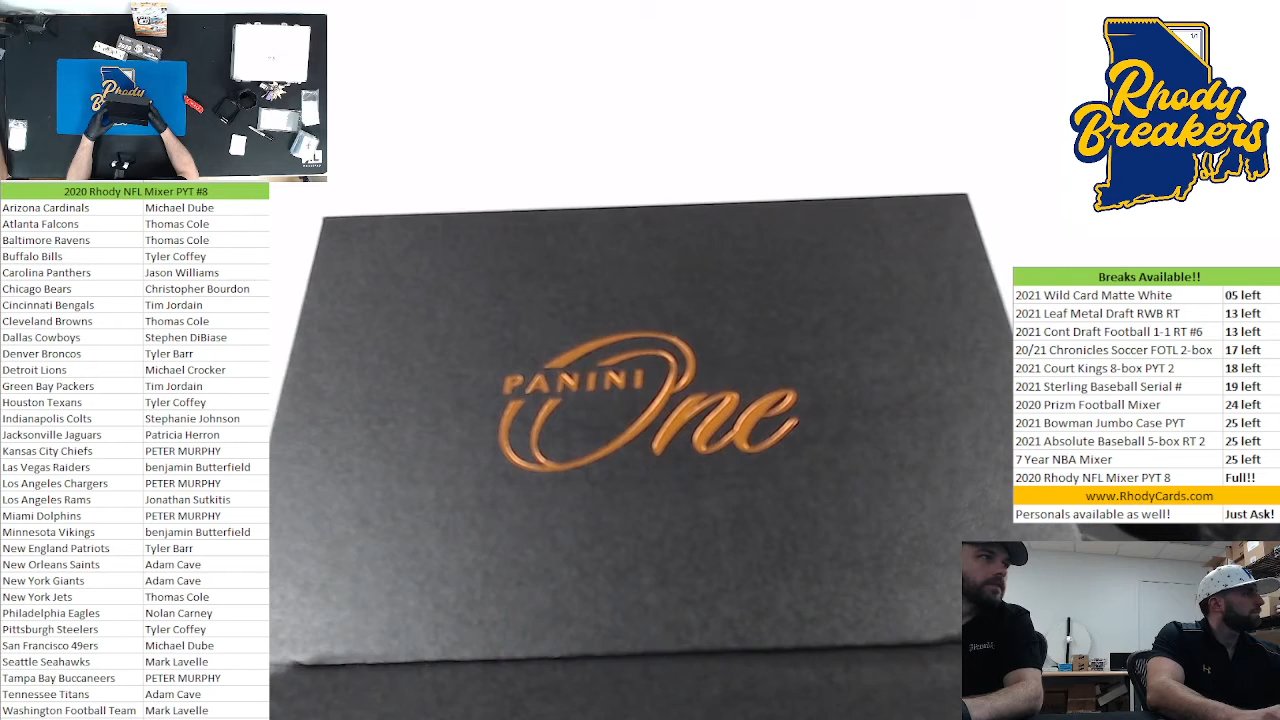 2020 Rhody NFL Mixer PYT #8
Arizona Cardinals Michael Dube
Atlanta Falcons Thomas Cole
Baltimore Ravens Thomas Cole
Buffalo Bills Tyler Coffey
Carolina Panthers Jason Williams
Chicago Bears Christopher Bourdon
Cincinnati Bengals Tim Jordain
Cleveland Browns Thomas Cole
Dallas Cowboys Stephen DiBiase
Denver Broncos Tyler Barr
Detroit Lions Michael Crocker
Green Bay Packers Tim Jordain
Houston Texans Tyler Coffey
Indianapolis Colts Stephanie Johnson
Jacksonville Jaguars Patricia Herron
Kansas City Chiefs PETER MURPHY
Las Vegas Raiders benjamin Butterfield
Los Angeles Chargers PETER MURPHY
Los Angeles Rams Jonathan Sutkitis
Miami Dolphins PETER MURPHY
Minnesota Vikings benjamin Butterfield
New England Patriots Tyler Barr
New Orleans Saints Adam Cave
New York Giants Adam Cave
New York Jets Thomas Cole
Philadelphia Eagles Nolan Carney
Pittsburgh Steelers Tyler Coffey
San Francisco 49ers Michael Dube
Seattle Seahawks Mark Lavelle
Tampa Bay Buccaneers PETER MURPHY
Tennessee Titans Adam Cave
Washington Football Team Mark Lavelle
Rhody
PANINI
One
Rhody
Breakers
Breaks Available!!
2021 Wild Card Matte White 05 left
2021 Leaf Metal Draft RWB RT 13 left
2021 Cont Draft Football 1-1 RT #6 13 left
20/21 Chronicles Soccer FOTL 2-box 17 left
2021 Court Kings 8-box PYT 2 18 left
2021 Sterling Baseball Serial # 19 left
2020 Prizm Football Mixer 24 left
2021 Bowman Jumbo Case PYT 25 left
2021 Absolute Baseball 5-box RT 2 25 left
7 Year NBA Mixer 25 left
2020 Rhody NFL Mixer PYT 8 Full!!
www.RhodyCards.com
Personals available as well! Just Ask!